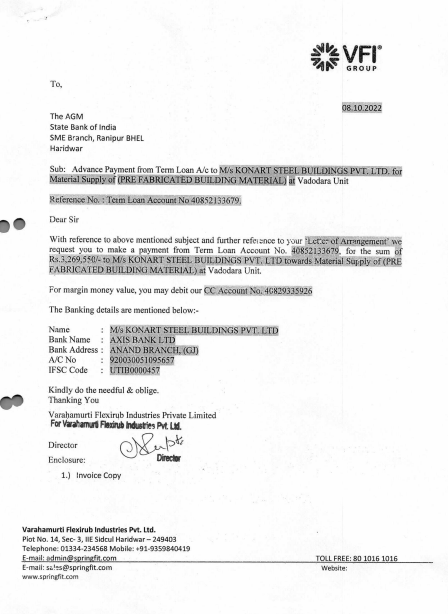 VFI®
GROUP
To,
08.10.2022
The AGM
State Bank of India
SME Branch, Ranipur BHEL
Haridwar
Sub: Advance Payment from Term Loan A/c to M/s KONART STEEL BUILDINGS PVT. LTD. for
Material Supply of (PRE FABRICATED BUILDING MATERIAL) at Vadodara Unit
Reference No. : Term Loan Account No 40852133679.
Dear Sir
With reference to above mentioned subject and further reference to your 'Letter of Arrangement' we
request you to make a payment from Term Loan Account No. 40852133679, for the sum of
Rs.3,269,550/- to M/s KONART STEEL BUILDINGS PVT. LTD towards Material Supply of (PRE
FABRICATED BUILDING MATERIAL) at Vadodara Unit.
For margin money value, you may debit our CC Account No. 40829335926
The Banking details are mentioned below:-
Name : M/s KONART STEEL BUILDINGS PVT. LTD
Bank Name : AXIS BANK LTD
Bank Address : ANAND BRANCH, (GJ)
A/C No : 920030051095657
IFSC Code : UTIB0000457
Kindly do the needful & oblige.
Thanking You
Varahamurti Flexirub Industries Private Limited
For Varahamurti Flexirub Industries Pvt. Ltd.
Director
Director
Enclosure:
1.) Invoice Copy
Varahamurti Flexirub Industries Pvt. Ltd.
Plot No. 14, Sec- 3, IIE Sidcul Haridwar – 249403
Telephone: 01334-234568 Mobile: +91-9359840419
E-mail: admin@springfit.com
TOLL FREE: 80 1016 1016
E-mail: sales@springfit.com
Website:
www.springfit.com